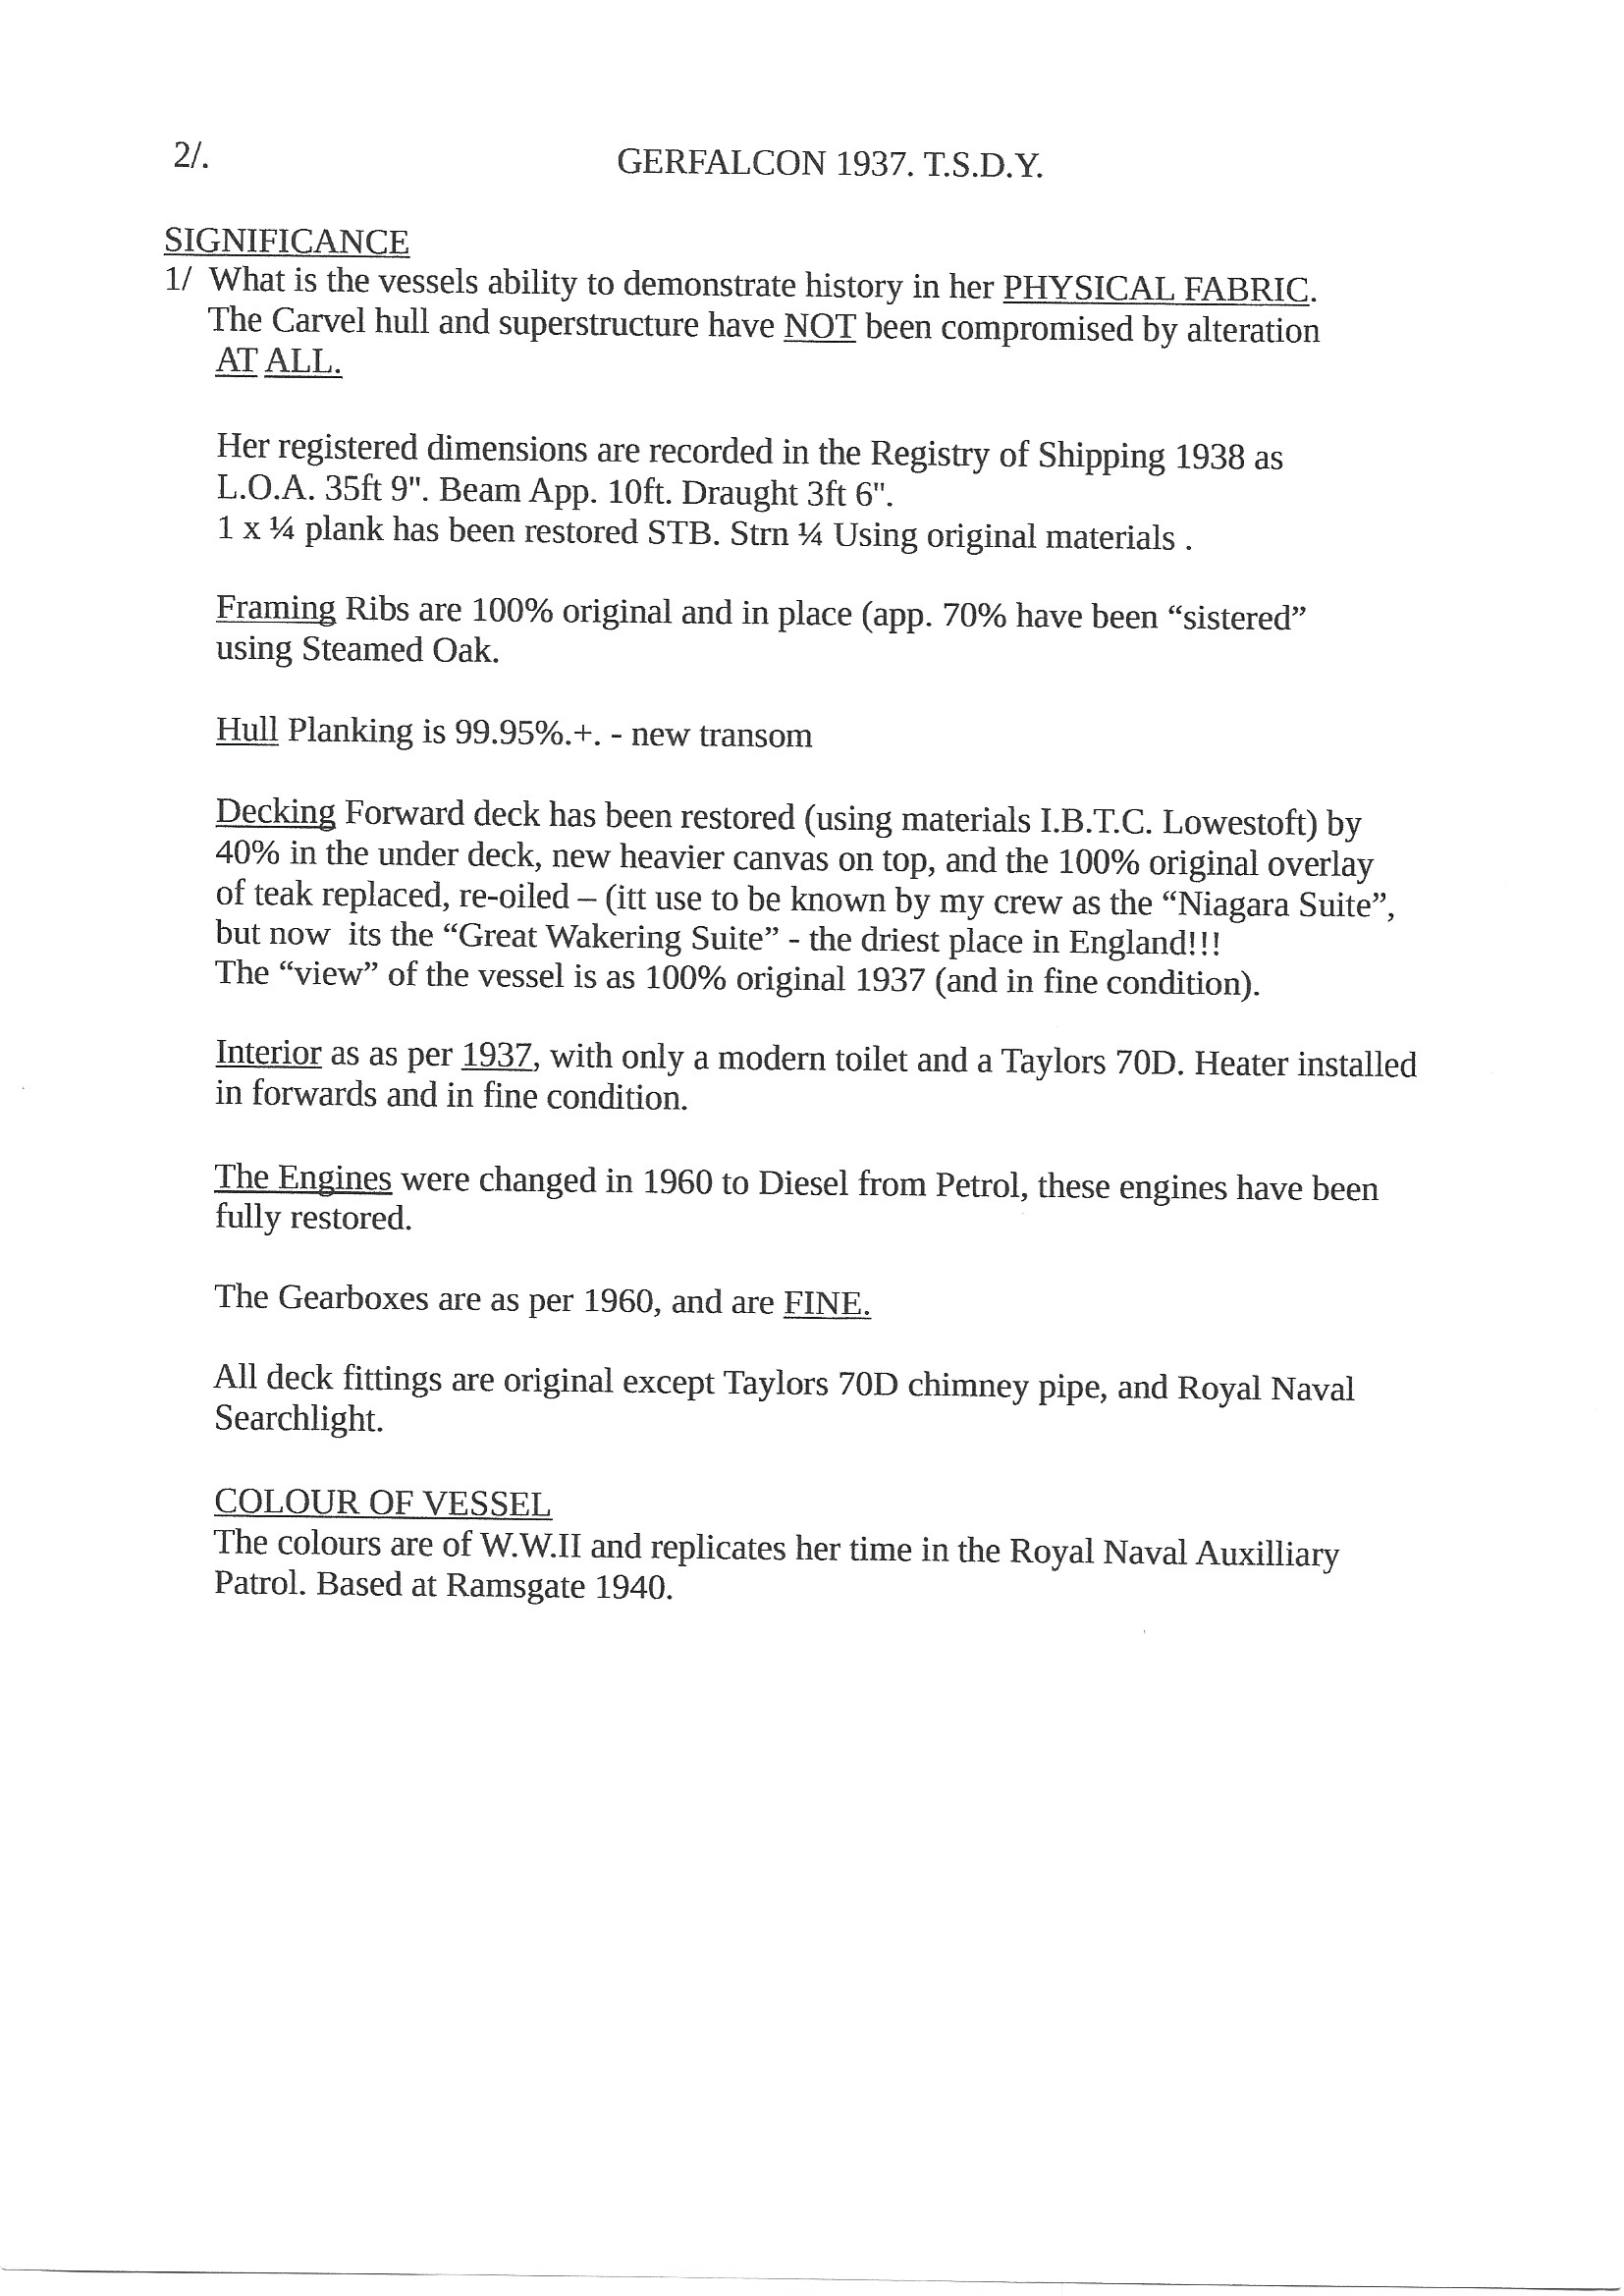 2/.
GERFALCON 1937. T.S.D.Y.
SIGNIFICANCE
1/ What is the vessels ability to demonstrate history in her PHYSICAL FABRIC.
The Carvel hull and superstructure have NOT been compromised by alteration
AT ALL.
Her registered dimensions are recorded in the Registry of Shipping 1938 as
L.O.A. 35ft 9". Beam App. 10ft. Draught 3ft 6".
1 x ¼ plank has been restored STB. Strn ¼ Using original materials .
Framing Ribs are 100% original and in place (app. 70% have been “sistered”
using Steamed Oak.
Hull Planking is 99.95%.+. - new transom
Decking Forward deck has been restored (using materials I.B.T.C. Lowestoft) by
40% in the under deck, new heavier canvas on top, and the 100% original overlay
of teak replaced, re-oiled – (itt use to be known by my crew as the “Niagara Suite”,
but now  its the “Great Wakering Suite” - the driest place in England!!!
The “view” of the vessel is as 100% original 1937 (and in fine condition).
Interior as as per 1937, with only a modern toilet and a Taylors 70D. Heater installed
in forwards and in fine condition.
The Engines were changed in 1960 to Diesel from Petrol, these engines have been
fully restored.
The Gearboxes are as per 1960, and are FINE.
All deck fittings are original except Taylors 70D chimney pipe, and Royal Naval
Searchlight.
COLOUR OF VESSEL
The colours are of W.W.II and replicates her time in the Royal Naval Auxilliary
Patrol. Based at Ramsgate 1940.